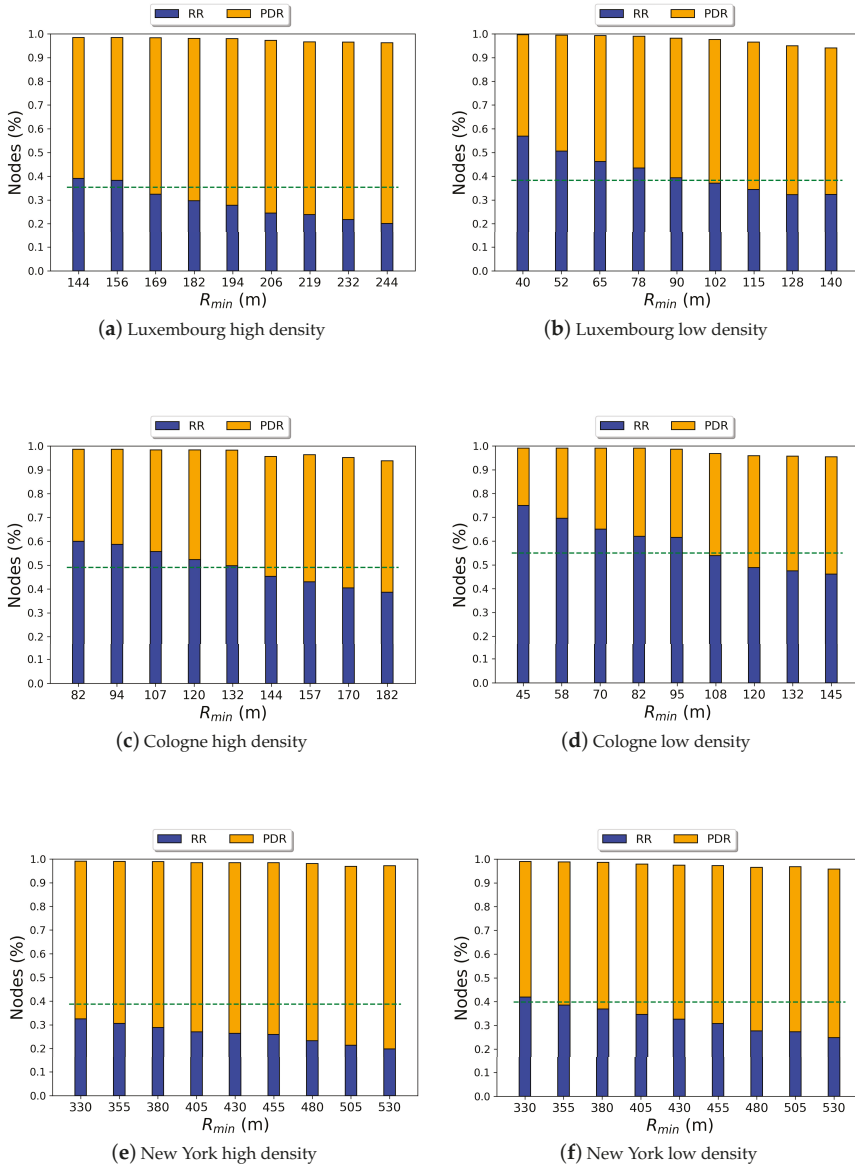 RR PDR
RR PDR
Nodes (%)
1.0
0.9
0.8
0.7
0.6
0.5
0.4
0.3
0.2
0.1
0.0
144 156 169 182 194 206 219 232 244
R_min (m)
(a) Luxembourg high density
Nodes (%)
1.0
0.9
0.8
0.7
0.6
0.5
0.4
0.3
0.2
0.1
0.0
40 52 65 78 90 102 115 128 140
R_min (m)
(b) Luxembourg low density
RR PDR
RR PDR
Nodes (%)
1.0
0.9
0.8
0.7
0.6
0.5
0.4
0.3
0.2
0.1
0.0
82 94 107 120 132 144 157 170 182
R_min (m)
(c) Cologne high density
Nodes (%)
1.0
0.9
0.8
0.7
0.6
0.5
0.4
0.3
0.2
0.1
0.0
45 58 70 82 95 108 120 132 145
R_min (m)
(d) Cologne low density
RR PDR
RR PDR
Nodes (%)
1.0
0.9
0.8
0.7
0.6
0.5
0.4
0.3
0.2
0.1
0.0
330 355 380 405 430 455 480 505 530
R_min (m)
(e) New York high density
Nodes (%)
1.0
0.9
0.8
0.7
0.6
0.5
0.4
0.3
0.2
0.1
0.0
330 355 380 405 430 455 480 505 530
R_min (m)
(f) New York low density